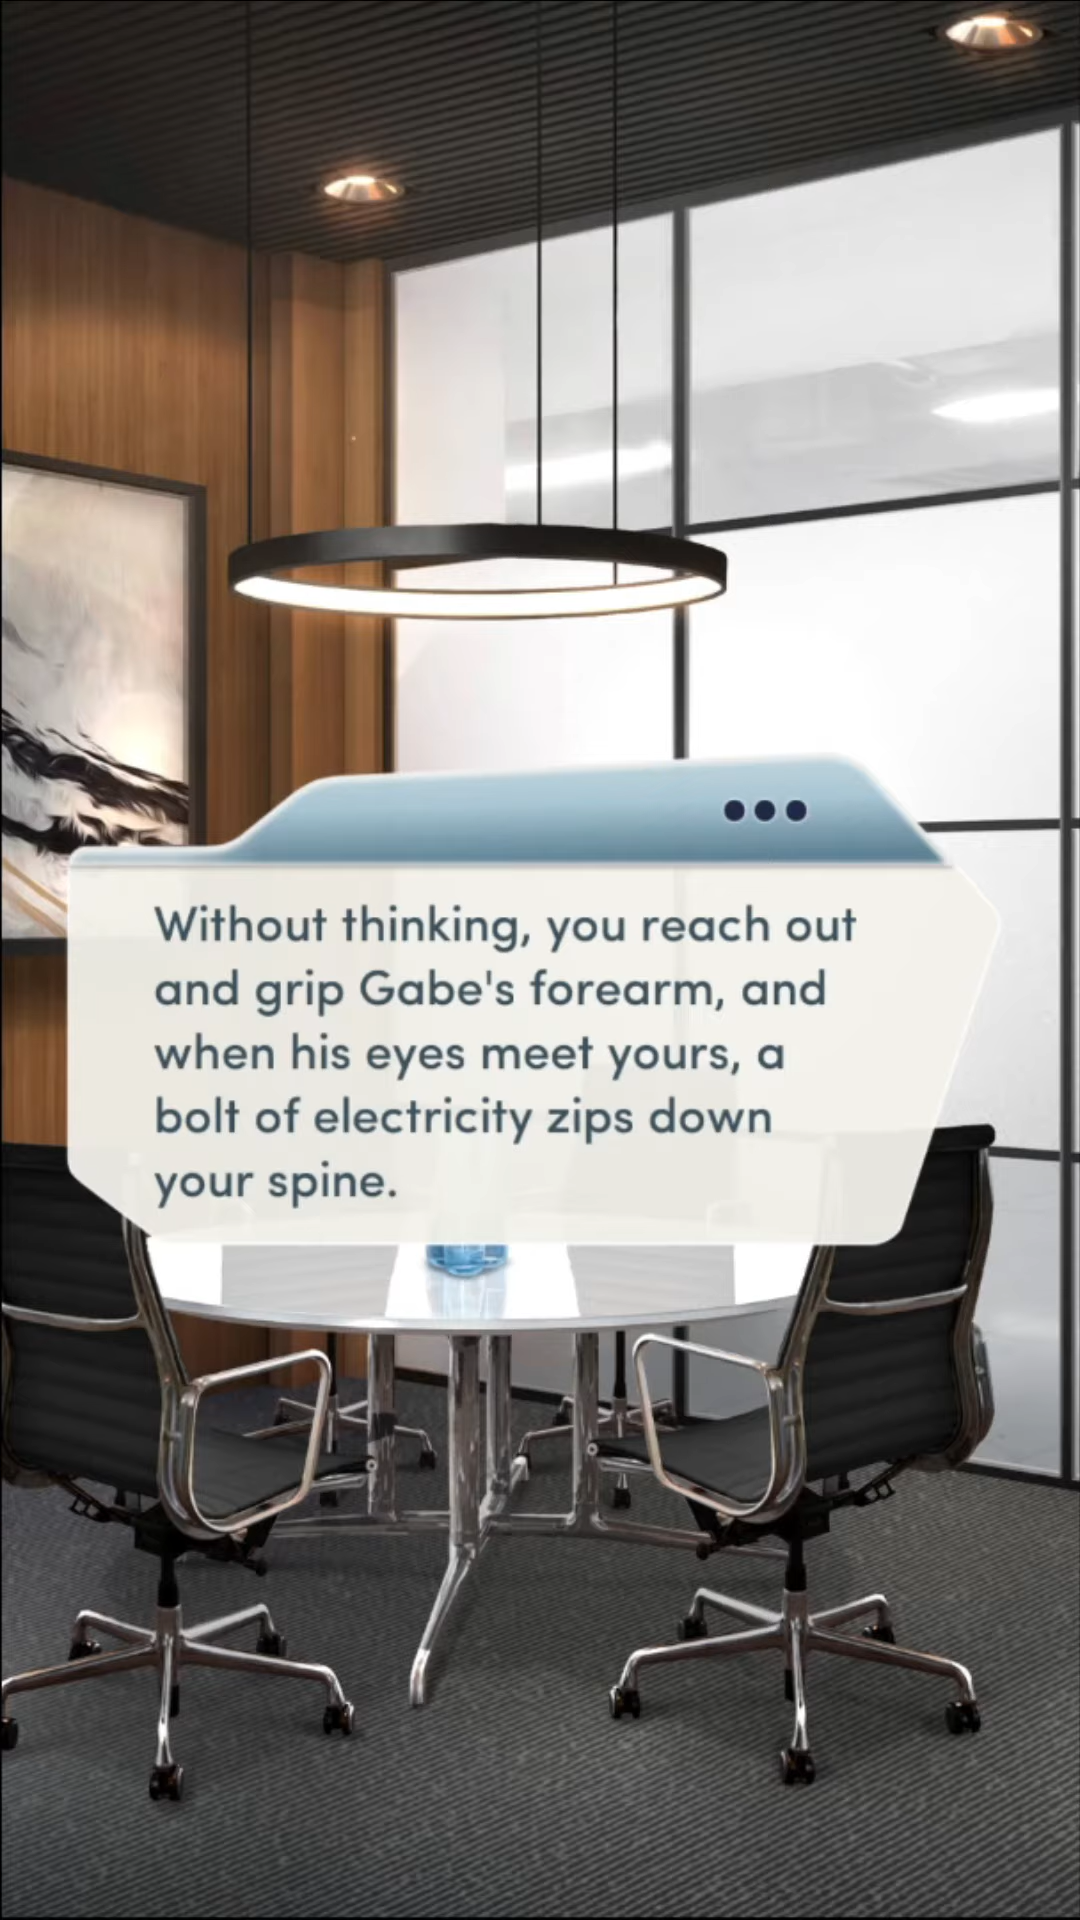 Without thinking, you reach out
and grip Gabe's forearm, and
when his eyes meet yours, a
bolt of electricity zips down
your spine.